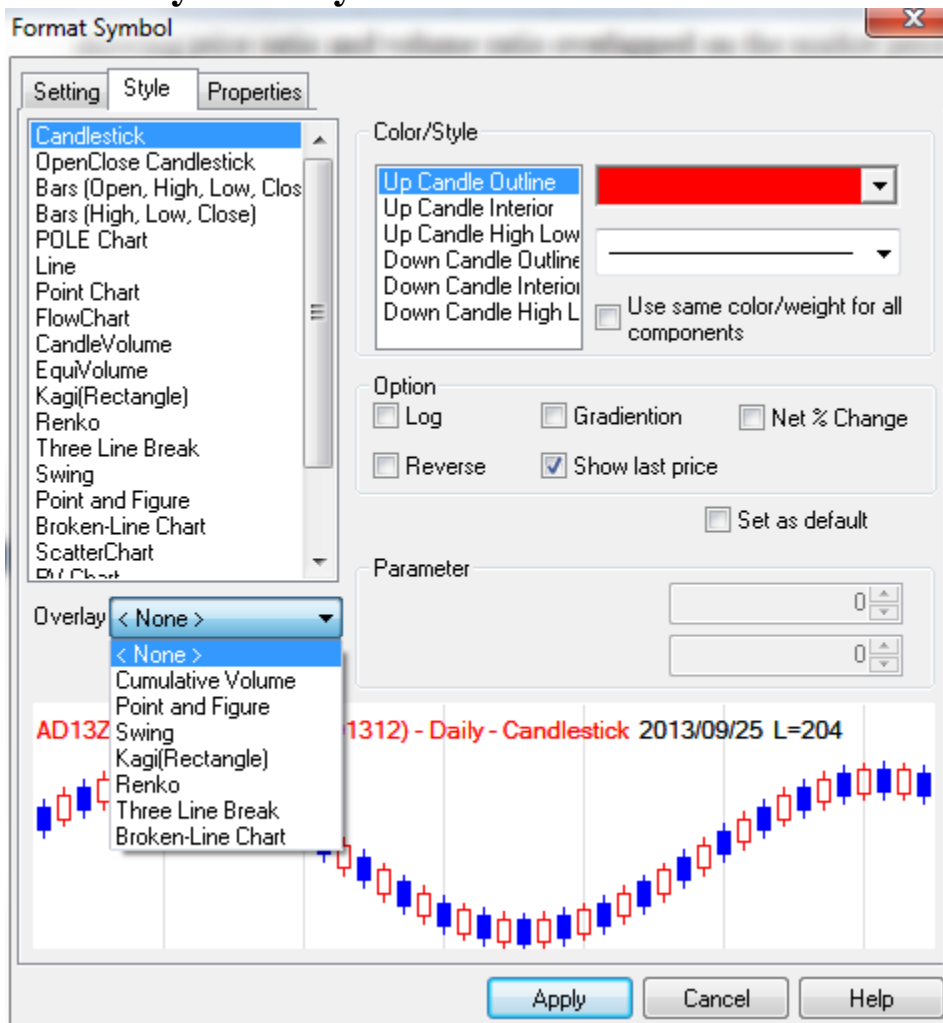 Format Symbol
Setting Style Properties
Candlestick
OpenClose Candlestick
Bars (Open, High, Low, Clos
Bars (High, Low, Close)
POLE Chart
Line
Point Chart
FlowChart
CandleVolume
EquiVolume
Kagi(Rectangle)
Renko
Three Line Break
Swing
Point and Figure
Broken-Line Chart
ScatterChart
Overlay < None >
< None >
Cumulative Volume
Point and Figure
Swing
Kagi(Rectangle)
Renko
Three Line Break
Broken-Line Chart
Color/Style
Up Candle Outline
Up Candle Interior
Up Candle High Low
Down Candle Outline
Down Candle Interior
Down Candle High L
Use same color/weight for all
components
Option
Log Gradiention Net % Change
Reverse Show last price
Set as default
Parameter
0
0
AD13Z 1312) - Daily - Candlestick 2013/09/25 L=204
Apply Cancel Help